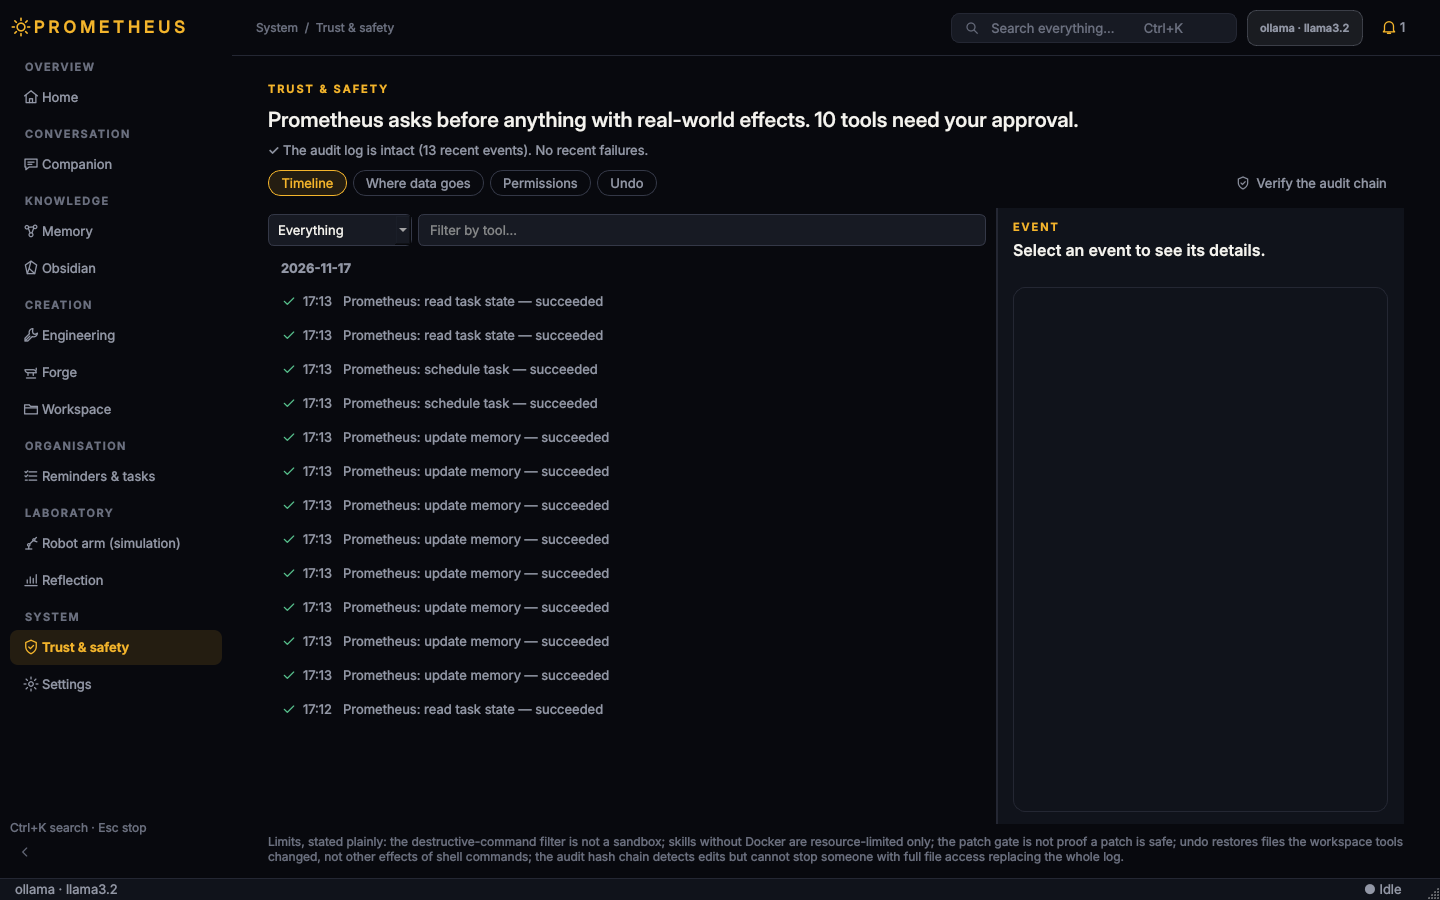 PROMETHEUS
System / Trust & safety
Search everything... Ctrl+K
ollama · llama3.2
1
OVERVIEW
Home
CONVERSATION
Companion
KNOWLEDGE
Memory
Obsidian
CREATION
Engineering
Forge
Workspace
ORGANISATION
Reminders & tasks
LABORATORY
Robot arm (simulation)
Reflection
SYSTEM
Trust & safety
Settings
Ctrl+K search · Esc stop
TRUST & SAFETY
Prometheus asks before anything with real-world effects. 10 tools need your approval.
✓ The audit log is intact (13 recent events). No recent failures.
Timeline Where data goes Permissions Undo
Verify the audit chain
Everything
Filter by tool...
2026-11-17
17:13 Prometheus: read task state — succeeded
17:13 Prometheus: read task state — succeeded
17:13 Prometheus: schedule task — succeeded
17:13 Prometheus: schedule task — succeeded
17:13 Prometheus: update memory — succeeded
17:13 Prometheus: update memory — succeeded
17:13 Prometheus: update memory — succeeded
17:13 Prometheus: update memory — succeeded
17:13 Prometheus: update memory — succeeded
17:13 Prometheus: update memory — succeeded
17:13 Prometheus: update memory — succeeded
17:13 Prometheus: update memory — succeeded
17:12 Prometheus: read task state — succeeded
EVENT
Select an event to see its details.
Limits, stated plainly: the destructive-command filter is not a sandbox; skills without Docker are resource-limited only; the patch gate is not proof a patch is safe; undo restores files the workspace tools
changed, not other effects of shell commands; the audit hash chain detects edits but cannot stop someone with full file access replacing the whole log.
ollama · llama3.2
Idle